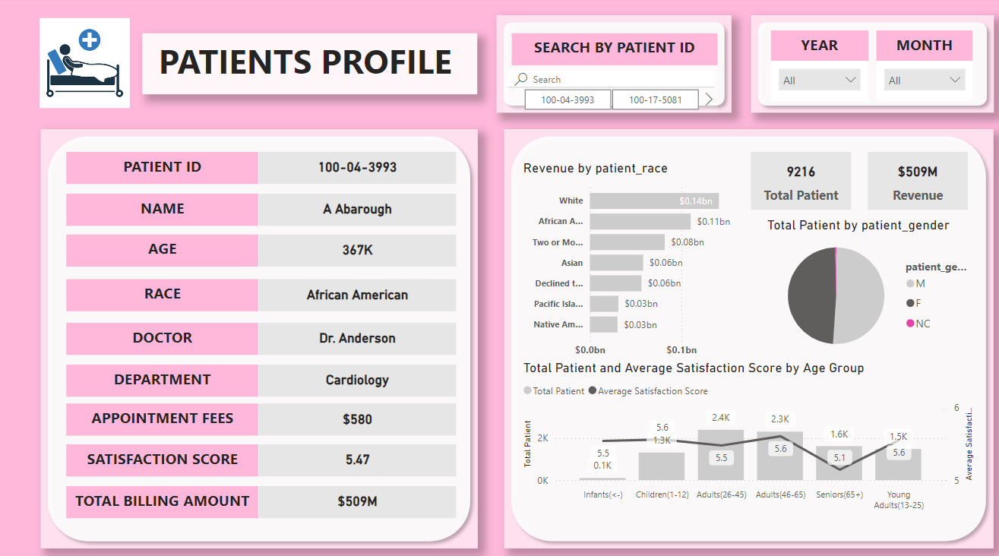 PATIENTS PROFILE
SEARCH BY PATIENT ID
Search
100-04-3993 100-17-5081
YEAR MONTH
All All
PATIENT ID 100-04-3993
NAME A Abarough
AGE 367K
RACE African American
DOCTOR Dr. Anderson
DEPARTMENT Cardiology
APPOINTMENT FEES $580
SATISFACTION SCORE 5.47
TOTAL BILLING AMOUNT $509M
Revenue by patient_race
White $0.14bn
African A... $0.11bn
Two or Mo... $0.08bn
Asian $0.06bn
Declined t... $0.06bn
Pacific Isla... $0.03bn
Native Am... $0.03bn
$0.0bn $0.1bn
9216
Total Patient
$509M
Revenue
Total Patient by patient_gender
patient_ge...
M
F
NC
Total Patient and Average Satisfaction Score by Age Group
Total Patient Average Satisfaction Score
Total Patient
2K
0K
5.5
0.1K
5.6
1.3K
2.4K
5.5
2.3K
5.6
1.6K
5.1
1.5K
5.6
6
5
Average Satisfacti...
Infants(<-) Children(1-12) Adults(26-45) Adults(46-65) Seniors(65+) Young
Adults(13-25)